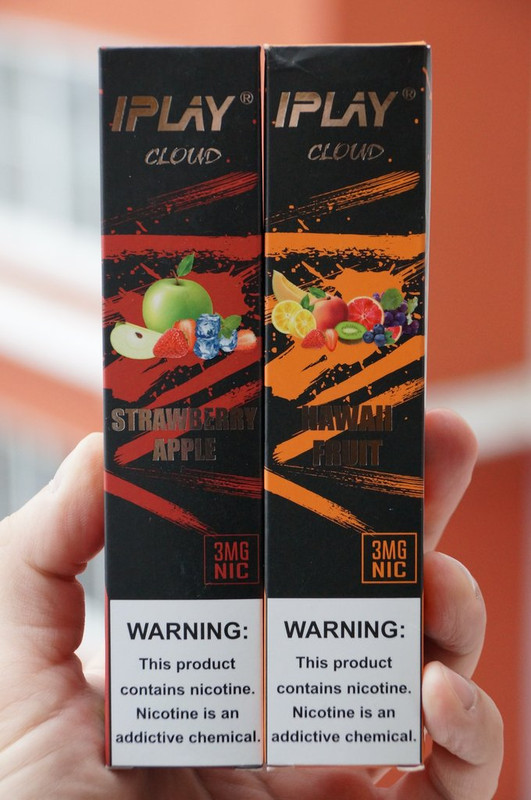 IPLAY®
CLOUD
STRAWBERRY
APPLE
3MG
NIC
WARNING:
This product
contains nicotine.
Nicotine is an
addictive chemical.
IPLAY®
CLOUD
HAWAH
FRUIT
3MG
NIC
WARNING:
This product
contains nicotine.
Nicotine is an
addictive chemical.